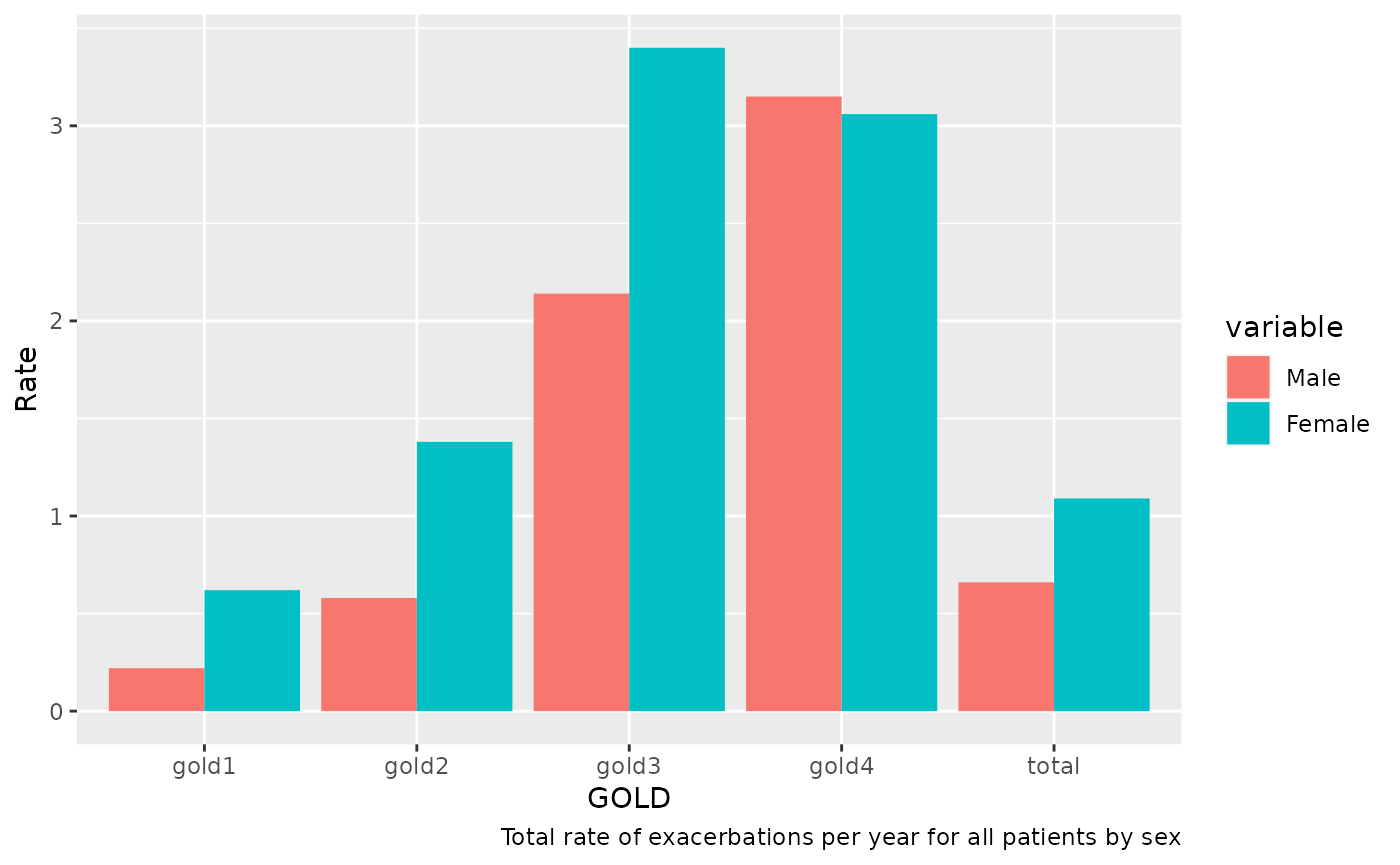 3
2
1
0
Rate
gold1 gold2 gold3 gold4 total
GOLD
Total rate of exacerbations per year for all patients by sex
variable
Male
Female